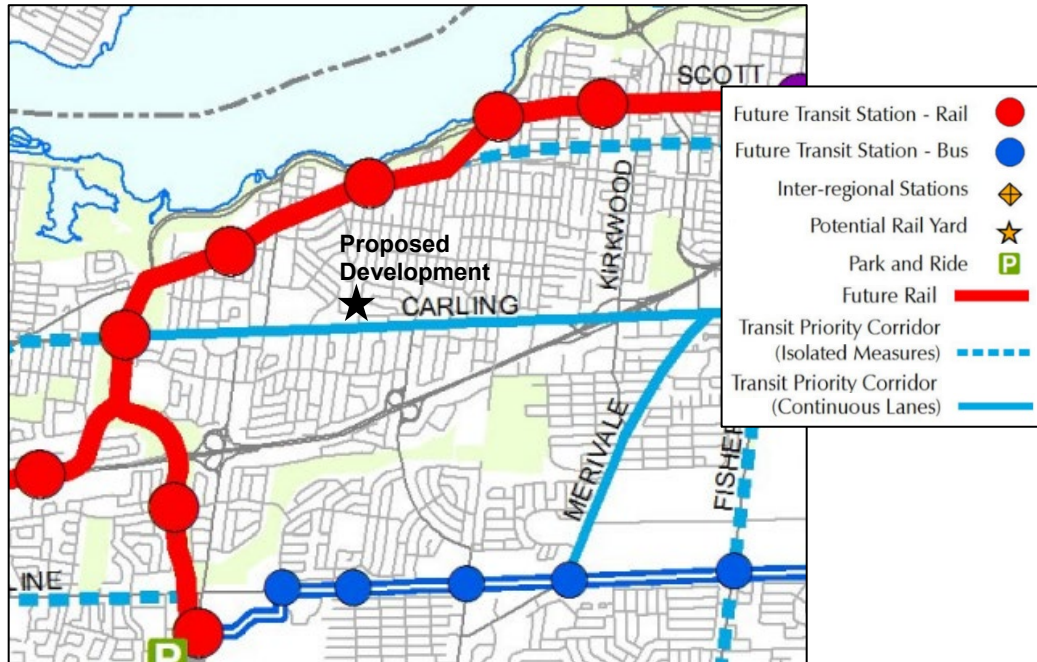 SCOTT
Proposed
Development
KIRKWOOD
CARLING
MERIVALE
FISHER
LINE
P
Future Transit Station - Rail
Future Transit Station - Bus
Inter-regional Stations
Potential Rail Yard
Park and Ride
P
Future Rail
Transit Priority Corridor
(Isolated Measures)
Transit Priority Corridor
(Continuous Lanes)